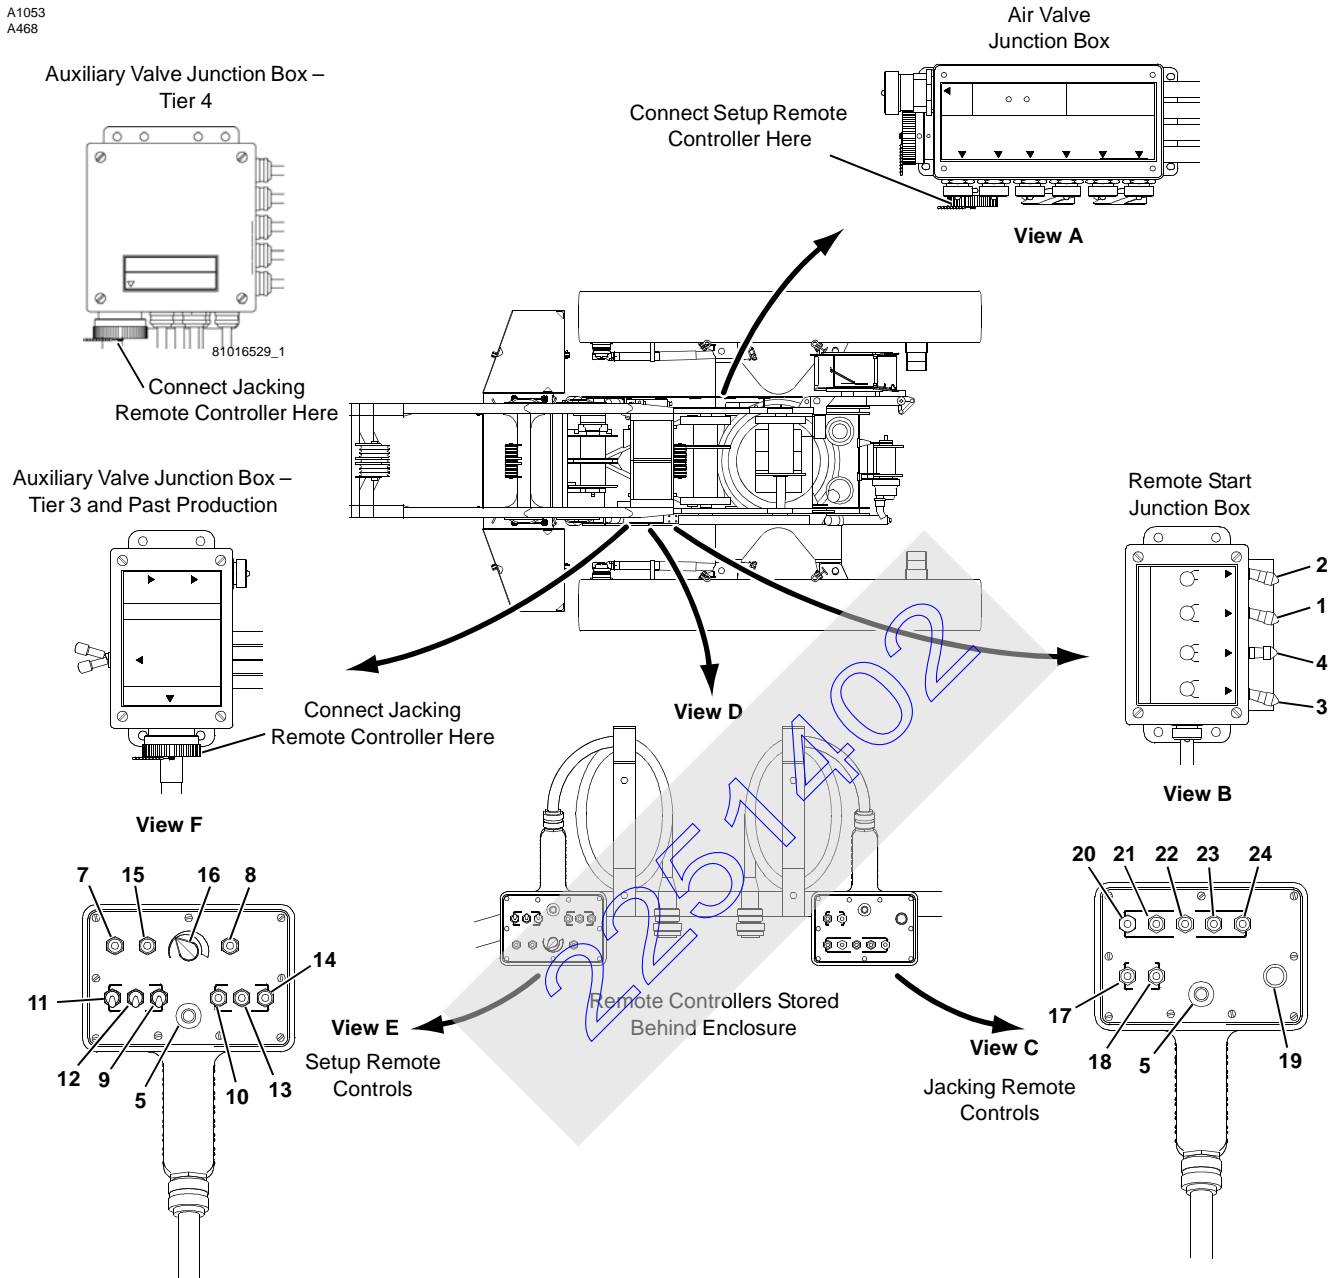 A1053
A468
Air Valve
Junction Box
Auxiliary Valve Junction Box –
Tier 4
Connect Setup Remote
Controller Here
View A
81016529_1
Connect Jacking
Remote Controller Here
Auxiliary Valve Junction Box –
Tier 3 and Past Production
Remote Start
Junction Box
2
1
4
3
View D
Connect Jacking
Remote Controller Here
View B
View F
7
15
16
8
20
21
22
23
24
14
11
Remote Controllers Stored
Behind Enclosure
17
View E
View C
12
9
5
10
13
18
5
19
Setup Remote
Controls
Jacking Remote
Controls
2251402